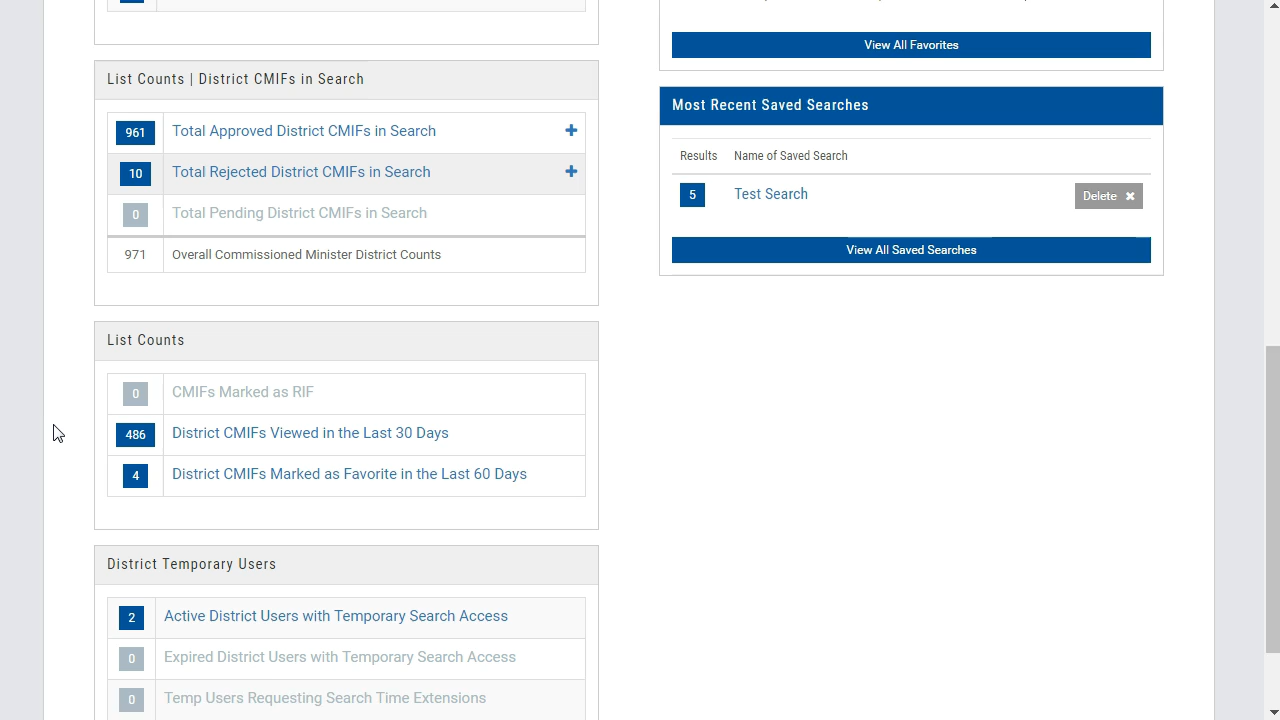 View All Favorites
List Counts | District CMIFs in Search
961 Total Approved District CMIFs in Search
10 Total Rejected District CMIFs in Search
0 Total Pending District CMIFs in Search
971 Overall Commissioned Minister District Counts
Most Recent Saved Searches
Results Name of Saved Search
5 Test Search Delete ✖
View All Saved Searches
List Counts
0 CMIFs Marked as RIF
486 District CMIFs Viewed in the Last 30 Days
4 District CMIFs Marked as Favorite in the Last 60 Days
District Temporary Users
2 Active District Users with Temporary Search Access
0 Expired District Users with Temporary Search Access
0 Temp Users Requesting Search Time Extensions